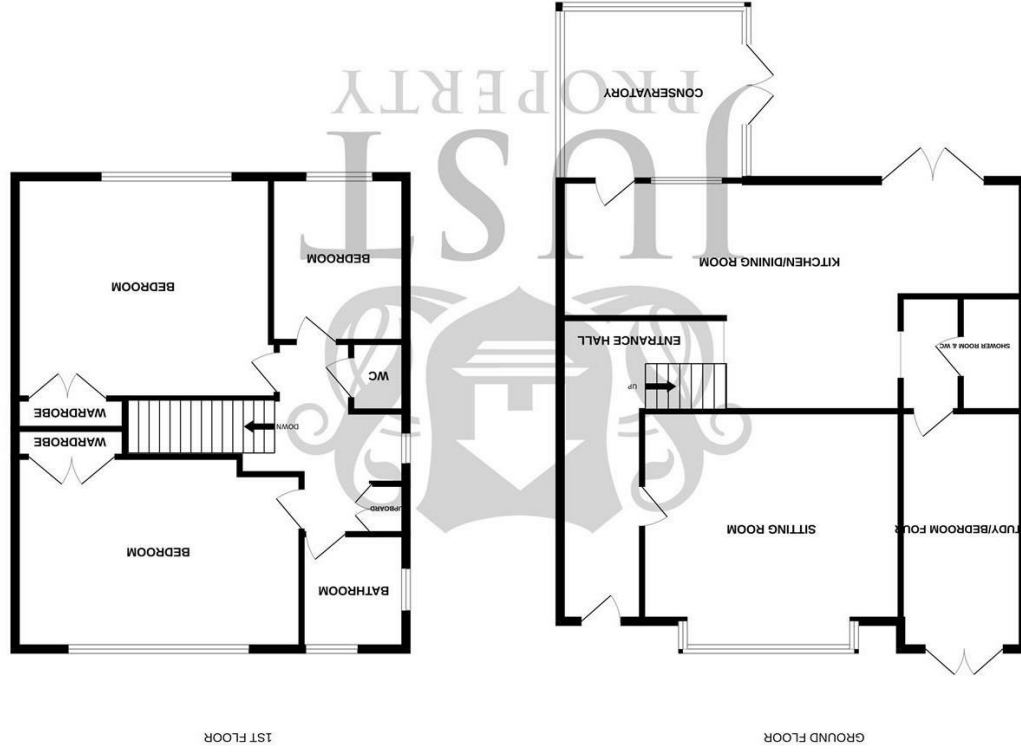 GROUND FLOOR
1ST FLOOR
TUDY/BEDROOM FOUR
SITTING ROOM
SHOWER ROOM & WC
UP
ENTRANCE HALL
KITCHEN/DINING ROOM
CONSERVATORY
BATHROOM
BEDROOM
UPBOARD
DOWN
WARDROBE
WARDROBE
WC
BEDROOM
BEDROOM
JUST
PROPERTY